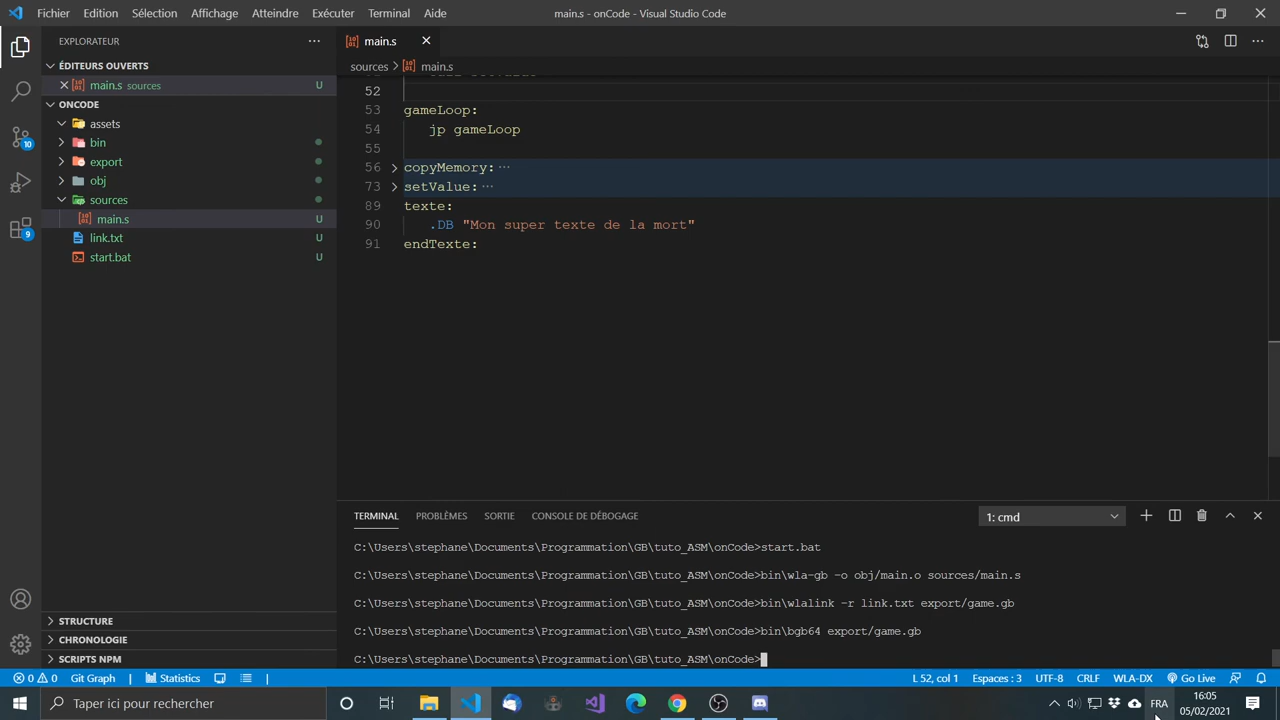 Fichier Edition Sélection Affichage Atteindre Exécuter Terminal Aide main.s - onCode - Visual Studio Code
EXPLORATEUR
main.s
ÉDITEURS OUVERTS
sources > main.s
main.s sources U
52
ONCODE
53 gameLoop:
assets
54 jp gameLoop
bin
55
export
56 copyMemory:
obj
73 setValue:
sources
89 texte:
main.s U
90 .DB "Mon super texte de la mort"
link.txt U
91 endTexte:
start.bat U
TERMINAL PROBLÈMES SORTIE CONSOLE DE DÉBOGAGE 1: cmd
C:\Users\stephane\Documents\Programmation\GB\tuto_ASM\onCode>start.bat
C:\Users\stephane\Documents\Programmation\GB\tuto_ASM\onCode>bin\wla-gb -o obj/main.o sources/main.s
C:\Users\stephane\Documents\Programmation\GB\tuto_ASM\onCode>bin\wlalink -r link.txt export/game.gb
C:\Users\stephane\Documents\Programmation\GB\tuto_ASM\onCode>bin\bgb64 export/game.gb
C:\Users\stephane\Documents\Programmation\GB\tuto_ASM\onCode>
10
9
STRUCTURE
CHRONOLOGIE
SCRIPTS NPM
0 0 Git Graph Statistics L 52, col 1 Espaces : 3 UTF-8 CRLF WLA-DX Go Live
Taper ici pour rechercher
FRA
16:05
05/02/2021